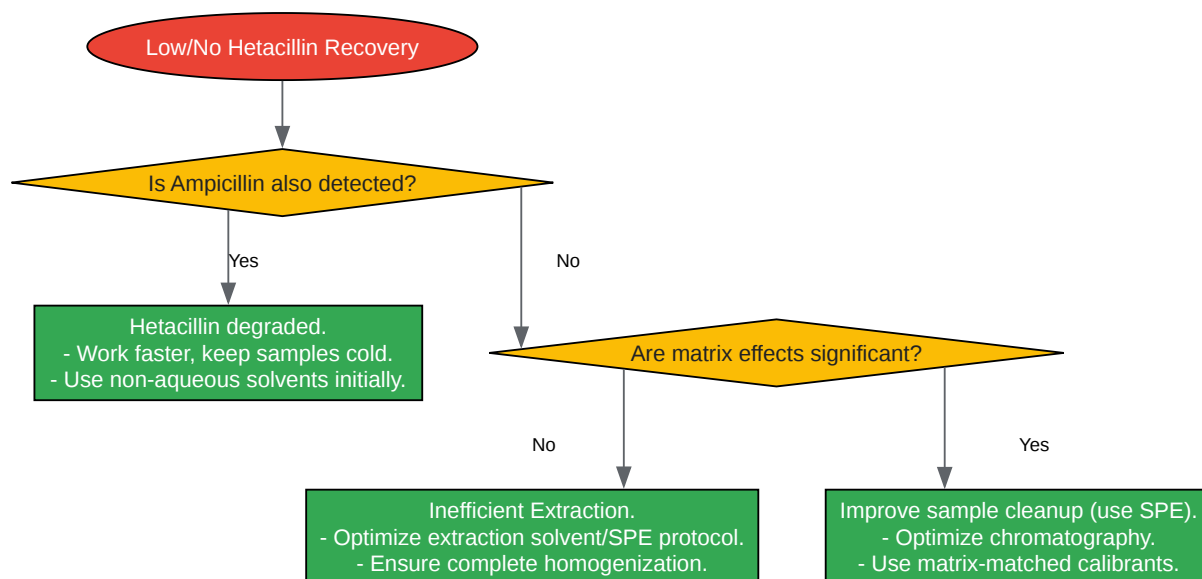 Low/No Hetacillin Recovery
Is Ampicillin also detected?
Yes
No
Hetacillin degraded.
- Work faster, keep samples cold.
- Use non-aqueous solvents initially.
Are matrix effects significant?
No
Yes
Inefficient Extraction.
- Optimize extraction solvent/SPE protocol.
- Ensure complete homogenization.
Improve sample cleanup (use SPE).
- Optimize chromatography.
- Use matrix-matched calibrants.